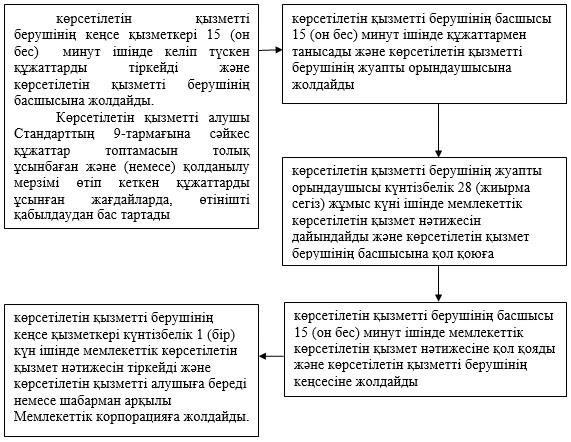 көрсетілетін қызметті
берушінің кеңсе қызметкері 15 (он
бес) минут ішінде келіп түскен
құжаттарды тіркейді және
көрсетілетін қызметті берушінің
басшысына жолдайды.
Көрсетілетін қызметті алушы
Стандарттың 9-тармағына сәйкес
құжаттар топтамасын толық
ұсынбаған және (немесе) қолданылу
мерзімі өтіп кеткен құжаттарды
ұсынған жағдайларда, өтінішті
қабылдаудан бас тартады
көрсетілетін қызметті берушінің басшысы
15 (он бес) минут ішінде құжаттармен
танысады және көрсетілетін қызметті
берушінің жуапты орындаушысына
жолдайды
көрсетілетін қызметті берушінің жуапты
орындаушысы күнтізбелік 28 (жиырма
сегіз) жұмыс күні ішінде мемлекеттік
көрсетілетін қызмет нәтижесін
дайындайды және көрсетілетін қызмет
берушінің басшысына қол қоюға
көрсетілетін қызметті берушінің басшысы
15 (он бес) минут ішінде мемлекеттік
көрсетілетін қызмет нәтижесіне қол қояды
және көрсетілетін қызметті берушінің
кеңсесіне жолдайды
көрсетілетін қызметті берушінің
кеңсе қызметкері күнтізбелік 1 (бір)
күн ішінде мемлекеттік көрсетілетін
қызмет нәтижесін тіркейді және
көрсетілетін қызметті алушыға береді
немесе шабарман арқылы
Мемлекеттік корпорацияға жолдайды.